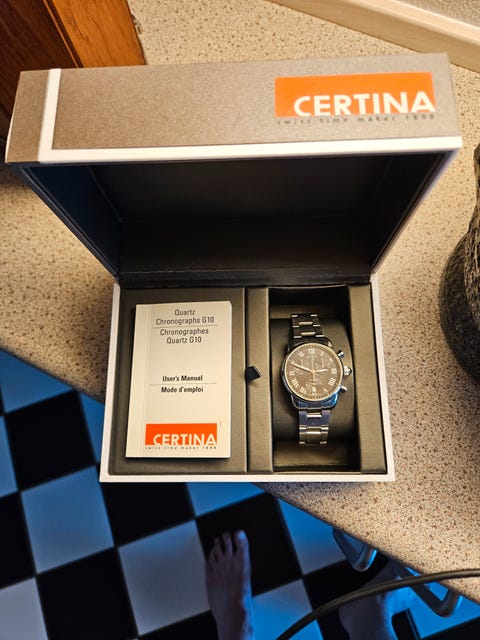 CERTINA
swiss time maker 1888
Quartz
Chronographs G10
Chronographes
Quartz G10
User's Manual
Mode d'emploi
CERTINA
swiss time maker 1888